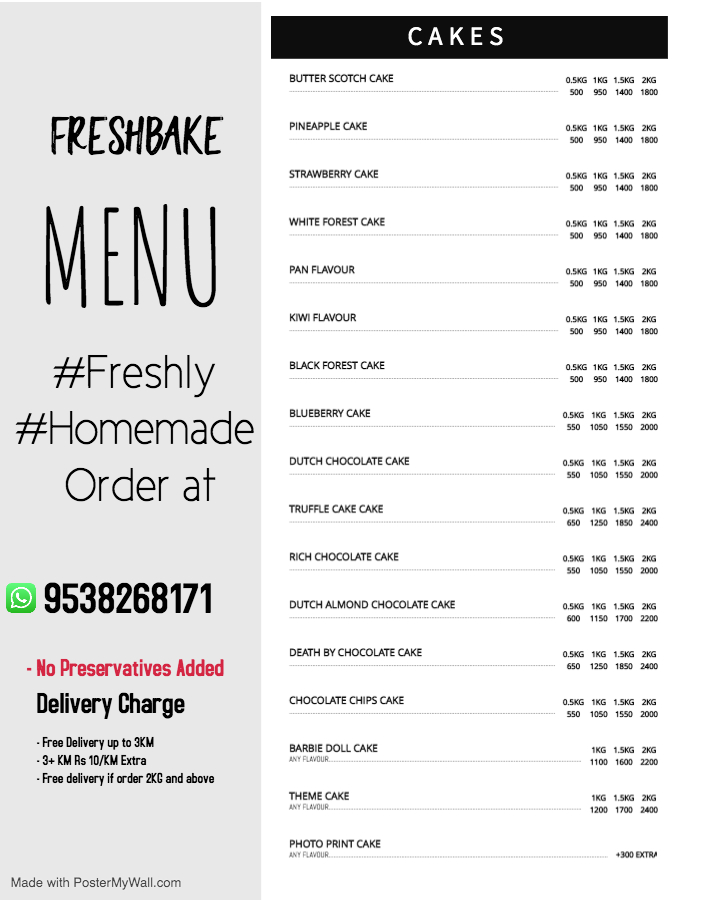 FRESHBAKE
MENU
#Freshly
#Homemade
Order at
9538268171
- No Preservatives Added
Delivery Charge
- Free Delivery up to 3KM
- 3+ KM Rs 10/KM Extra
- Free delivery if order 2KG and above
Made with PosterMyWall.com
CAKES
BUTTER SCOTCH CAKE 0.5KG 1KG 1.5KG 2KG
500 950 1400 1800
PINEAPPLE CAKE 0.5KG 1KG 1.5KG 2KG
500 950 1400 1800
STRAWBERRY CAKE 0.5KG 1KG 1.5KG 2KG
500 950 1400 1800
WHITE FOREST CAKE 0.5KG 1KG 1.5KG 2KG
500 950 1400 1800
PAN FLAVOUR 0.5KG 1KG 1.5KG 2KG
500 950 1400 1800
KIWI FLAVOUR 0.5KG 1KG 1.5KG 2KG
500 950 1400 1800
BLACK FOREST CAKE 0.5KG 1KG 1.5KG 2KG
500 950 1400 1800
BLUEBERRY CAKE 0.5KG 1KG 1.5KG 2KG
550 1050 1550 2000
DUTCH CHOCOLATE CAKE 0.5KG 1KG 1.5KG 2KG
550 1050 1550 2000
TRUFFLE CAKE CAKE 0.5KG 1KG 1.5KG 2KG
650 1250 1850 2400
RICH CHOCOLATE CAKE 0.5KG 1KG 1.5KG 2KG
550 1050 1550 2000
DUTCH ALMOND CHOCOLATE CAKE 0.5KG 1KG 1.5KG 2KG
600 1150 1700 2200
DEATH BY CHOCOLATE CAKE 0.5KG 1KG 1.5KG 2KG
650 1250 1850 2400
CHOCOLATE CHIPS CAKE 0.5KG 1KG 1.5KG 2KG
550 1050 1550 2000
BARBIE DOLL CAKE 1KG 1.5KG 2KG
ANY FLAVOUR 1100 1600 2200
THEME CAKE 1KG 1.5KG 2KG
ANY FLAVOUR 1200 1700 2400
PHOTO PRINT CAKE
ANY FLAVOUR +300 EXTRA